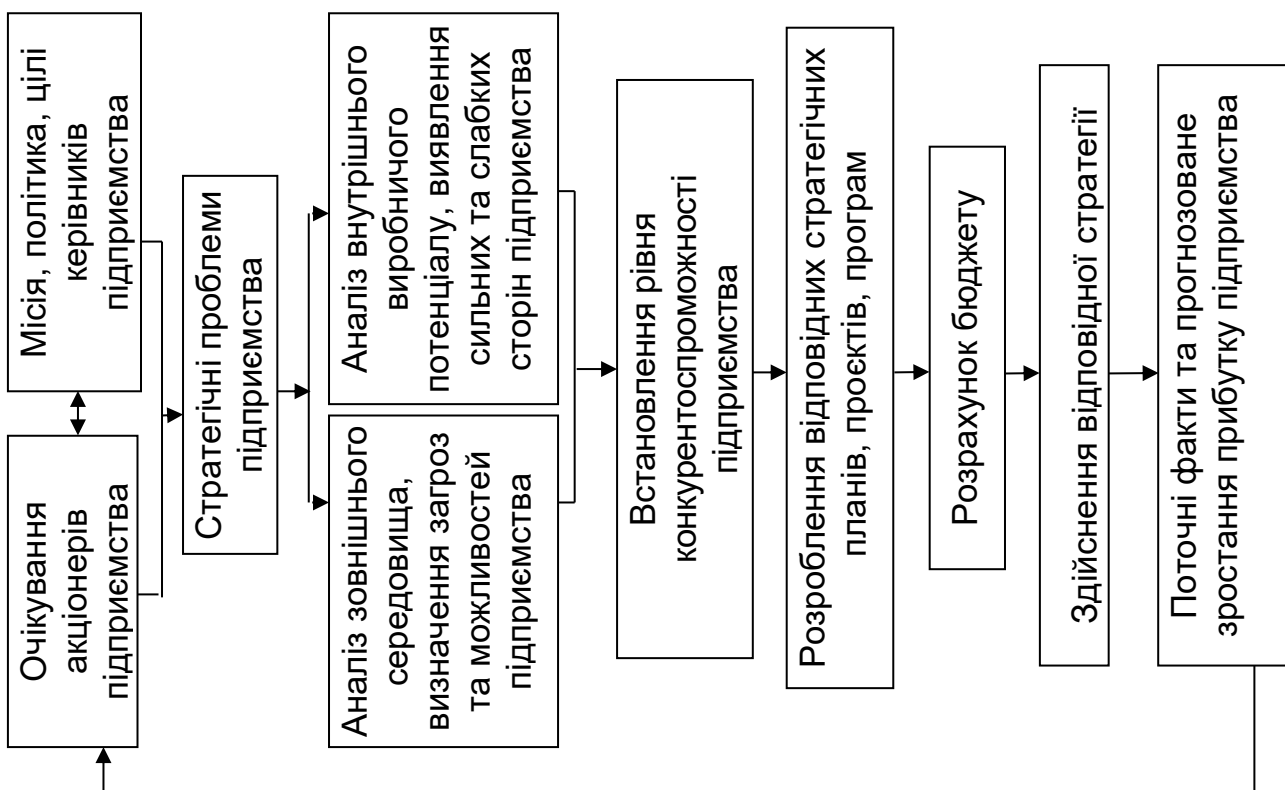 Очікування
акціонерів
підприємства
Місія, політика, цілі
керівників
підприємства
Стратегічні проблеми
підприємства
Аналіз зовнішнього
середовища,
визначення загроз
та можливостей
підприємства
Аналіз внутрішнього
виробничого
потенціалу, виявлення
сильних та слабких
сторін підприємства
Встановлення рівня
конкурентоспроможності
підприємства
Розроблення відповідних стратегічних
планів, проєктів, програм
Розрахунок бюджету
Здійснення відповідної стратегії
Поточні факти та прогнозоване
зростання прибутку підприємства